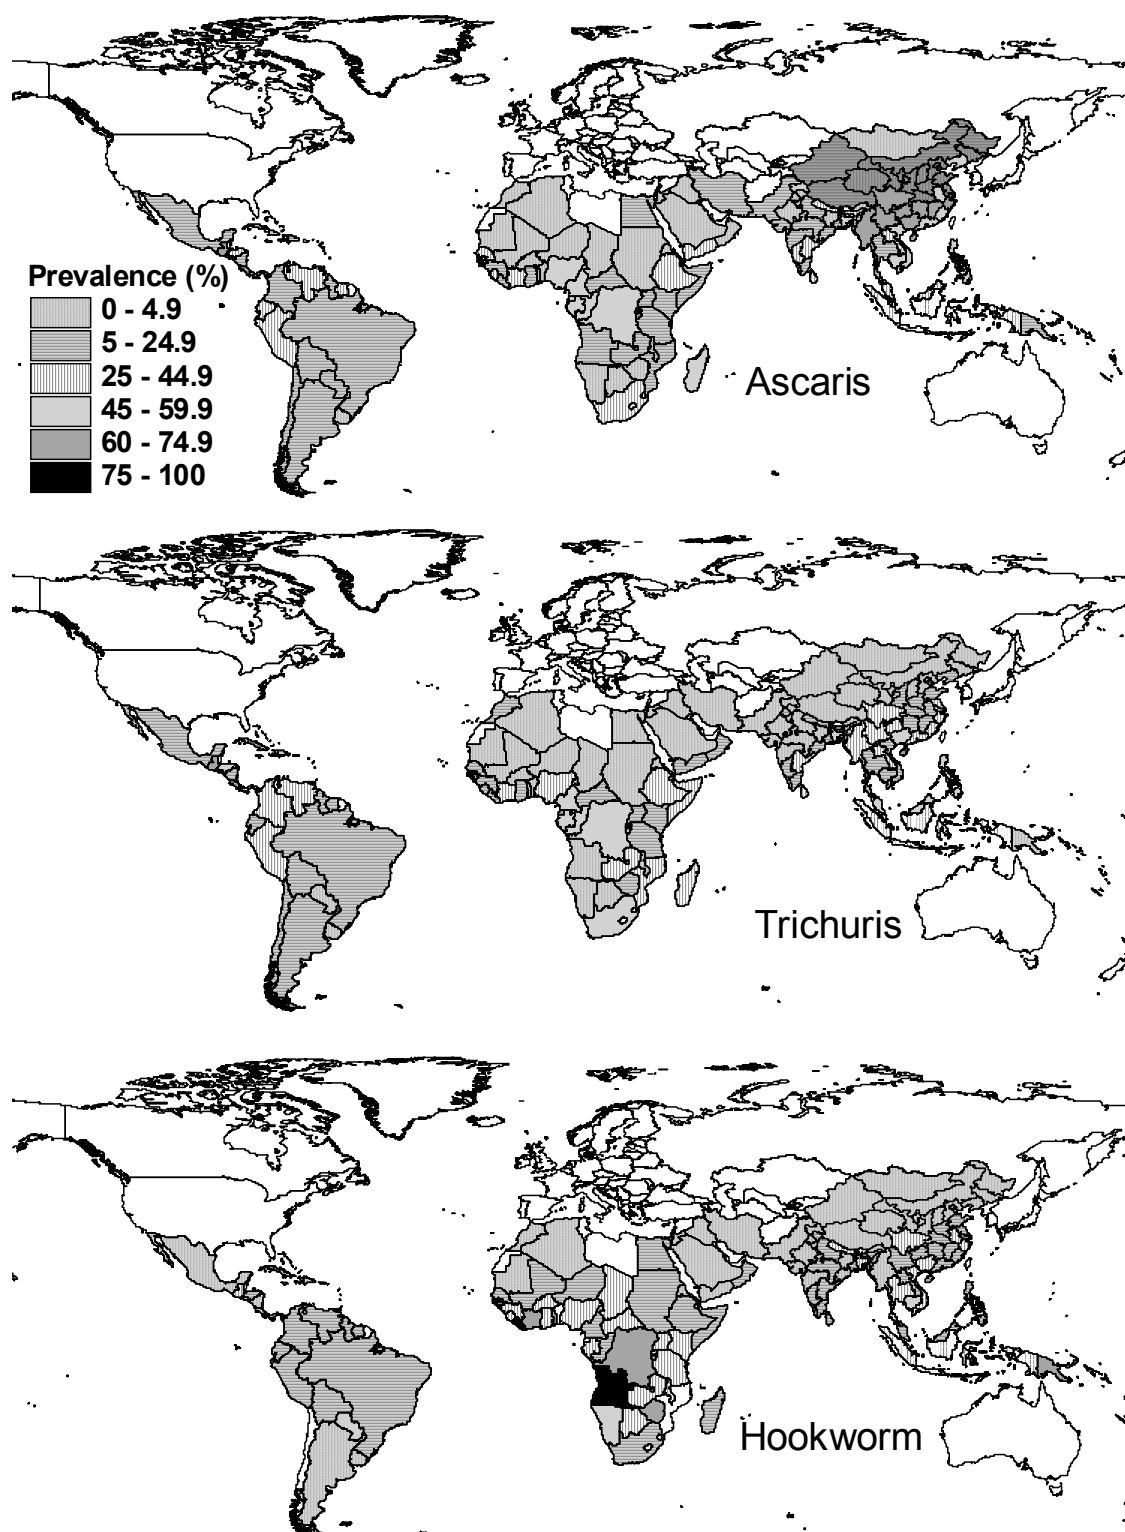 Prevalence (%)
0 - 4.9
5 - 24.9
25 - 44.9
45 - 59.9
60 - 74.9
75 - 100
Ascaris
Trichuris
Hookworm